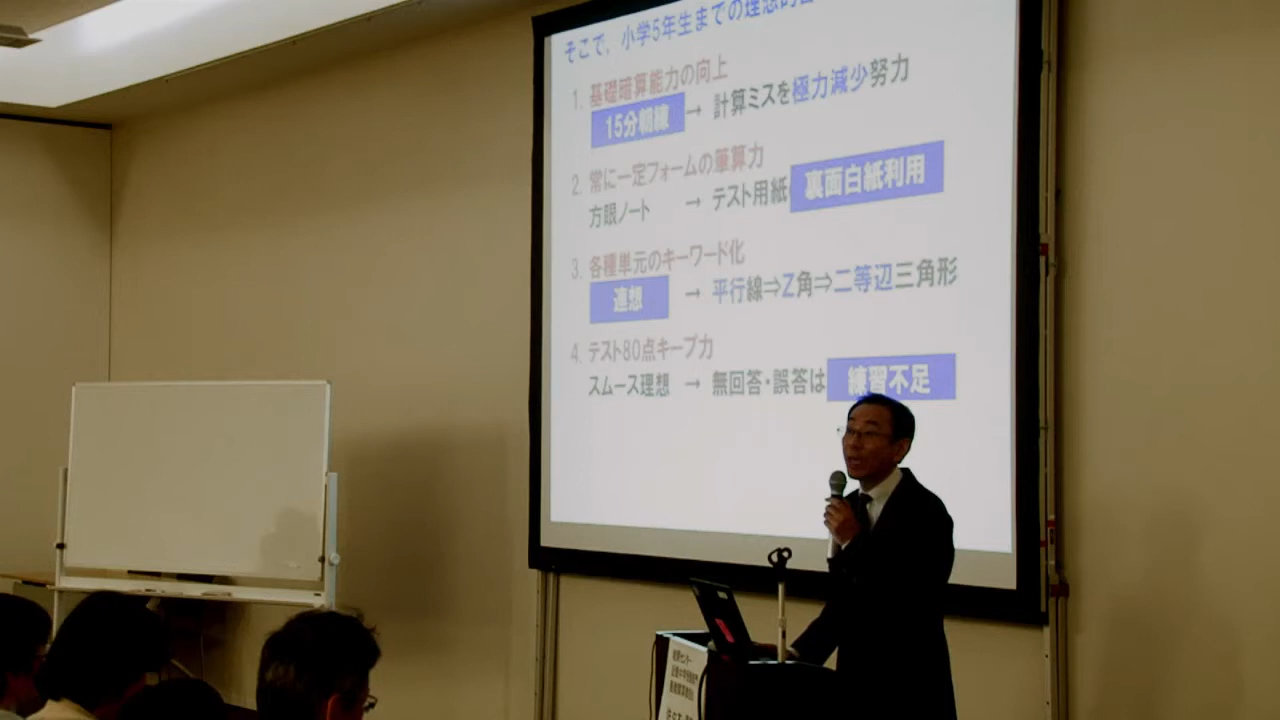 そこで、小学5年生までの理想的
1. 基礎暗算能力の向上
15分朝練 → 計算ミスを極力減少努力
2. 常に一定フォームの筆算力
方眼ノート → テスト用紙 裏面白紙利用
3. 各種単元のキーワード化
連想 → 平行線⇒Z角⇒二等辺三角形
4. テスト80点キープ力
スムース理想 → 無回答・誤答は 練習不足